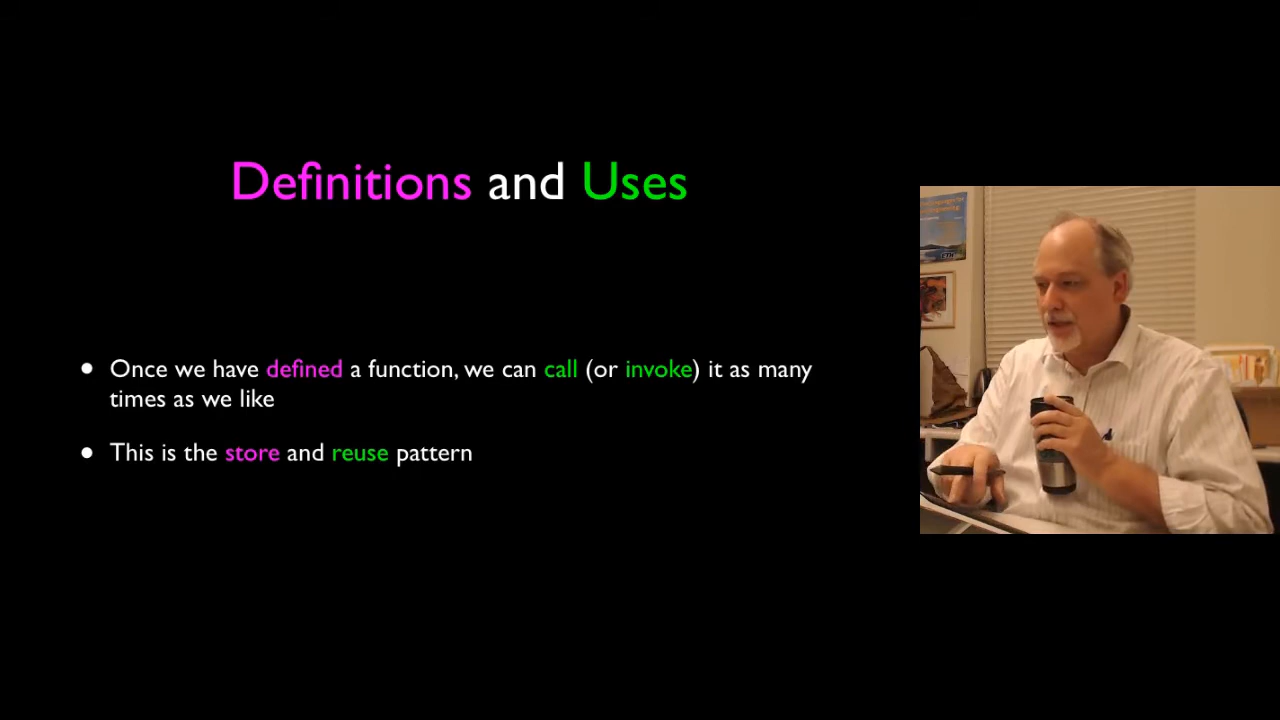 Definitions and Uses
• Once we have defined a function, we can call (or invoke) it as many
times as we like
• This is the store and reuse pattern